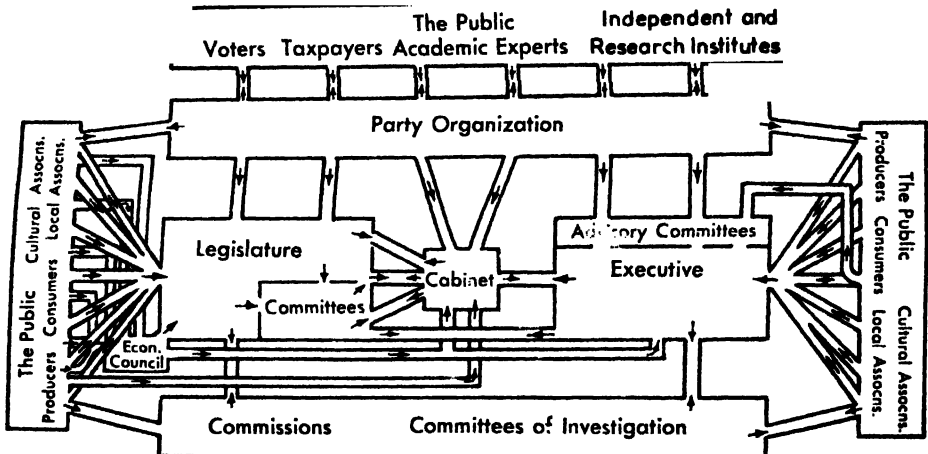 The Public
Independent and
Voters Taxpayers Academic Experts Research Institutes
Party Organization
The Public Cultural Assocns.
Producers Consumers Local Assocns.
Legislature
Committees
Cabinet
Advisory Committees
Executive
Econ.
Council
Commissions
Committees of Investigation
The Public Cultural Assocns.
Producers Consumers Local Assocns.